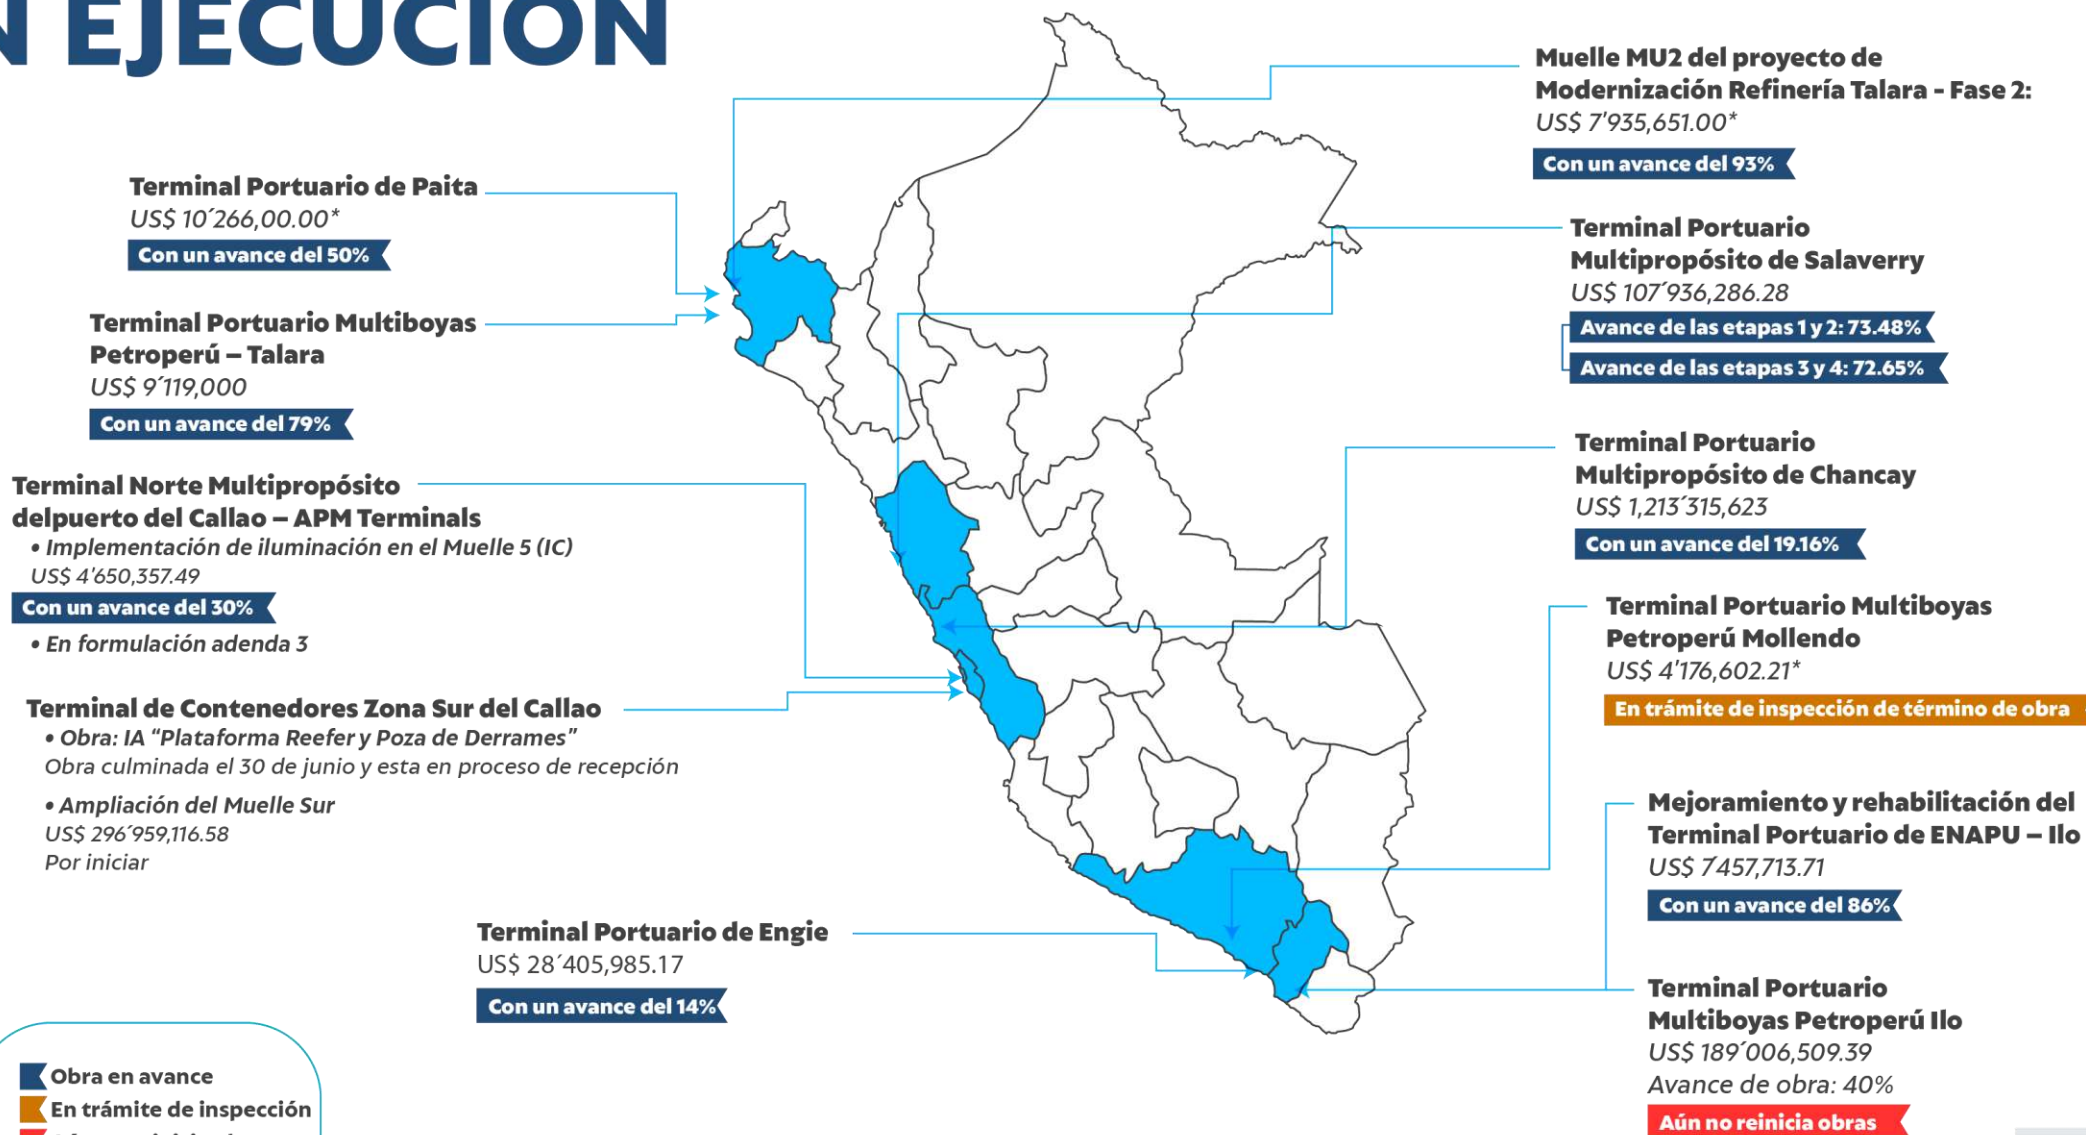 N EJECUCIÓN
Terminal Portuario de Paita
US$ 10´266,00.00*
Con un avance del 50%
Terminal Portuario Multiboyas
Petroperú – Talara
US$ 9´119,000
Con un avance del 79%
Terminal Norte Multipropósito
delpuerto del Callao – APM Terminals
• Implementación de iluminación en el Muelle 5 (IC)
US$ 4'650,357.49
Con un avance del 30%
• En formulación adenda 3
Terminal de Contenedores Zona Sur del Callao
• Obra: IA “Plataforma Reefer y Poza de Derrames”
Obra culminada el 30 de junio y esta en proceso de recepción
• Ampliación del Muelle Sur
US$ 296´959,116.58
Por iniciar
Terminal Portuario de Engie
US$ 28´405,985.17
Con un avance del 14%
Obra en avance
En trámite de inspección
Muelle MU2 del proyecto de
Modernización Refinería Talara - Fase 2:
US$ 7'935,651.00*
Con un avance del 93%
Terminal Portuario
Multipropósito de Salaverry
US$ 107´936,286.28
Avance de las etapas 1 y 2: 73.48%
Avance de las etapas 3 y 4: 72.65%
Terminal Portuario
Multipropósito de Chancay
US$ 1,213´315,623
Con un avance del 19.16%
Terminal Portuario Multiboyas
Petroperú Mollendo
US$ 4'176,602.21*
En trámite de inspección de término de obra
Mejoramiento y rehabilitación del
Terminal Portuario de ENAPU – Ilo
US$ 7´457,713.71
Con un avance del 86%
Terminal Portuario
Multiboyas Petroperú Ilo
US$ 189´006,509.39
Avance de obra: 40%
Aún no reinicia obras